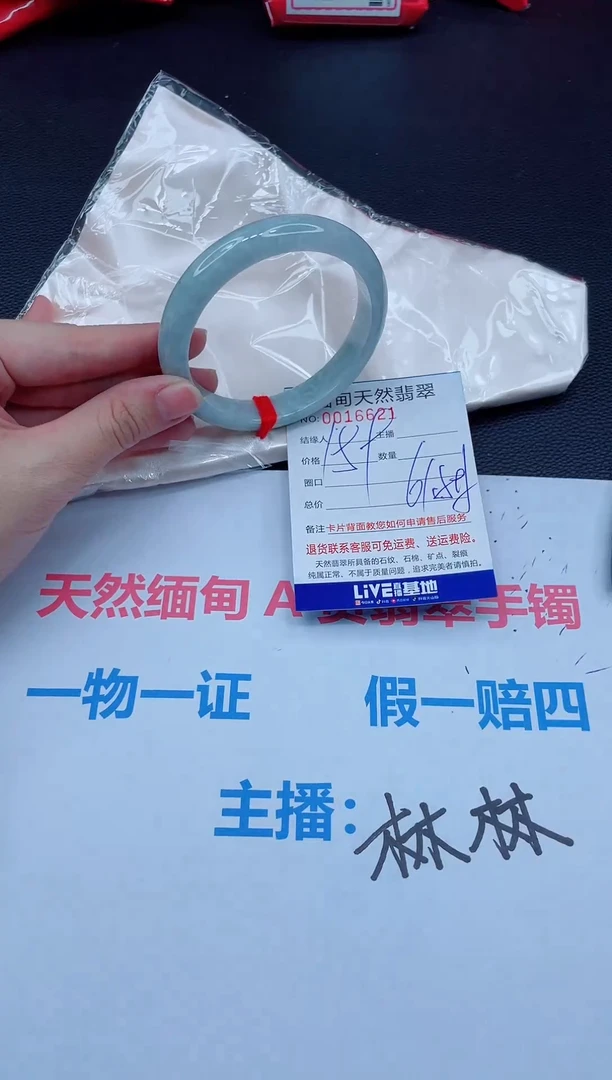 甸天然翡翠
NO:0016621
结缘人 主播
价格 数量
圈口
总价
备注卡片背面教您如何申请售后服务
退货联系客服可免运费、送运费险。
天然翡翠所具备的石纹、石棉、矿点、裂痕
纯属正常、不属于质量问题，追求完美者请慎拍。
LIVE 基地
天然缅甸 A 翡翠手镯
一物一证 假一赔四
主播：林林